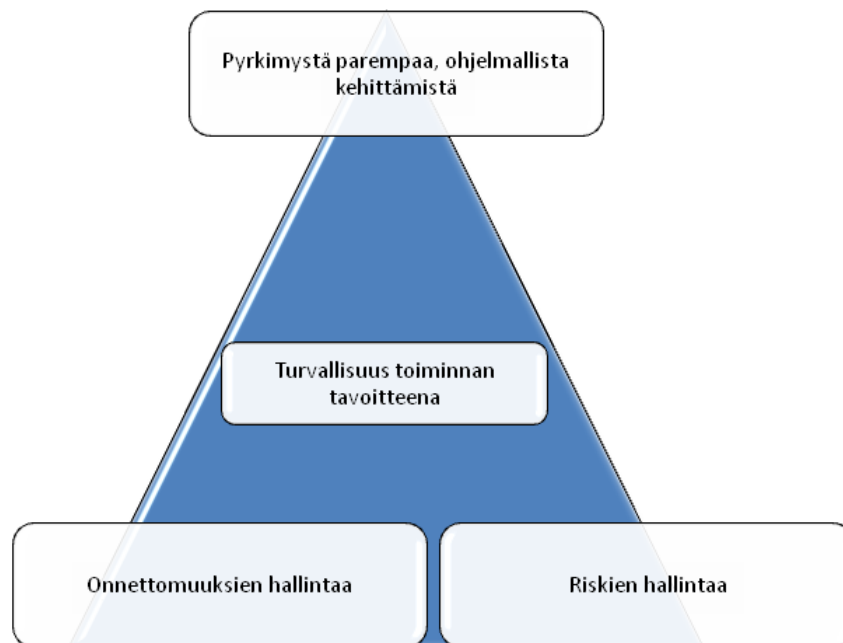 Pyrkimystä parempaa, ohjelmallista
kehittämistä
Turvallisuus toiminnan
tavoitteena
Onnettomuuksien hallintaa
Riskien hallintaa